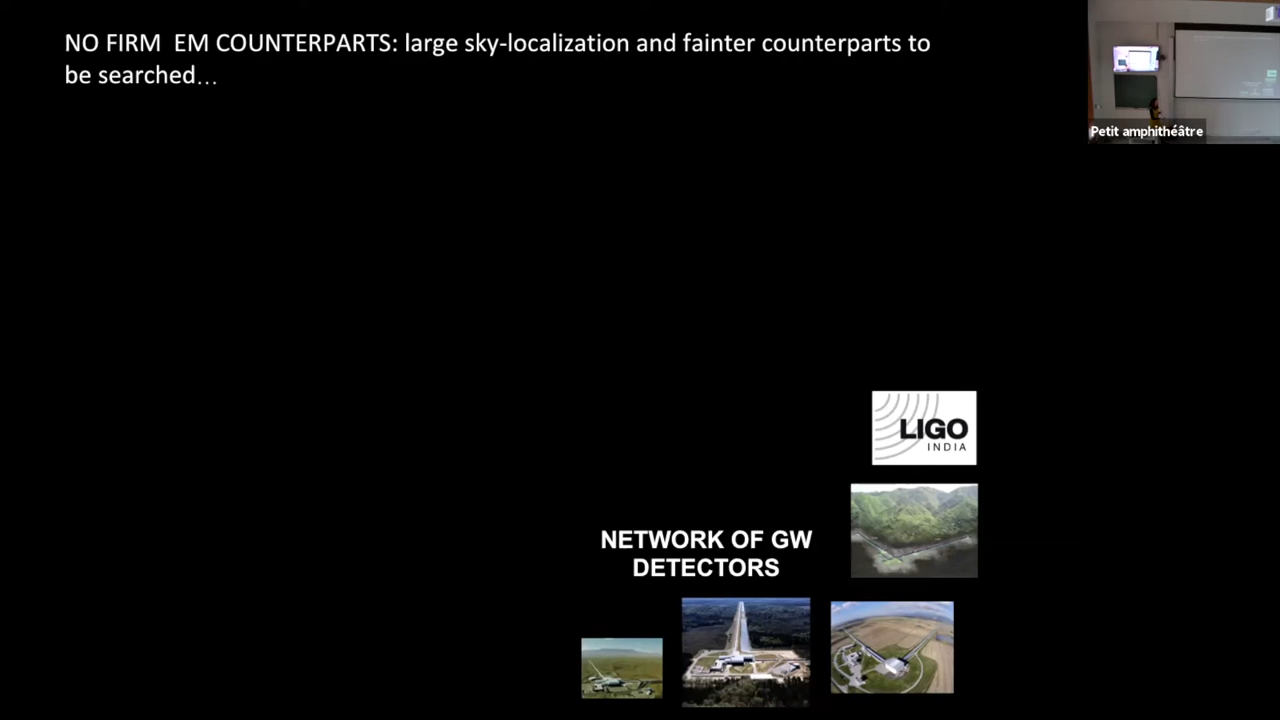 NO FIRM  EM COUNTERPARTS: large sky-localization and fainter counterparts to
be searched...
Petit amphithéâtre
LIGO
INDIA
NETWORK OF GW
DETECTORS